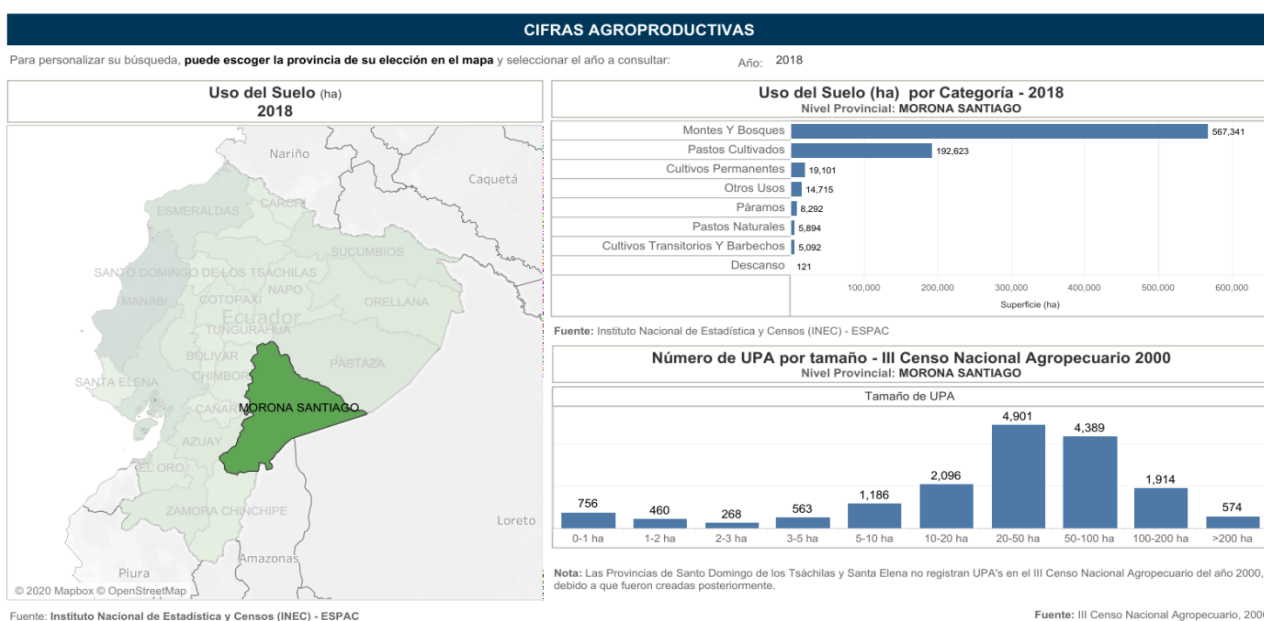 CIFRAS AGROPRODUCTIVAS
Para personalizar su búsqueda, puede escoger la provincia de su elección en el mapa y seleccionar el año a consultar:
Año: 2018
Uso del Suelo (ha)
2018
Nariño
Caquetá
ESMERALDAS
CARCHI
SUCUMBIOS
SANTO DOMINGO DE LOS TSÁCHILAS
NAPO
MANABI
COTOPAXI
ORELLANA
Ecuador
TUNGURAHUA
BOLIVAR
PASTAZA
CHIMBOR
SANTA ELENA
MORONA SANTIAGO
CAÑAR
AZUAY
EL ORO
ZAMORA CHINCHIPE
Loreto
Amazonas
Piura
© 2020 Mapbox © OpenStreetMap
Fuente: Instituto Nacional de Estadística y Censos (INEC) - ESPAC
Uso del Suelo (ha) por Categoría - 2018
Nivel Provincial: MORONA SANTIAGO
Montes Y Bosques 567,341
Pastos Cultivados 192,623
Cultivos Permanentes 19,101
Otros Usos 14,715
Páramos 8,292
Pastos Naturales 5,894
Cultivos Transitorios Y Barbechos 5,092
Descanso 121
100,000 200,000 300,000 400,000 500,000 600,000
Superficie (ha)
Fuente: Instituto Nacional de Estadística y Censos (INEC) - ESPAC
Número de UPA por tamaño - III Censo Nacional Agropecuario 2000
Nivel Provincial: MORONA SANTIAGO
Tamaño de UPA
756 460 268 563 1,186 2,096 4,901 4,389 1,914 574
0-1 ha 1-2 ha 2-3 ha 3-5 ha 5-10 ha 10-20 ha 20-50 ha 50-100 ha 100-200 ha >200 ha
Nota: Las Provincias de Santo Domingo de los Tsáchilas y Santa Elena no registran UPA's en el III Censo Nacional Agropecuario del año 2000,
debido a que fueron creadas posteriormente.
Fuente: III Censo Nacional Agropecuario, 2000